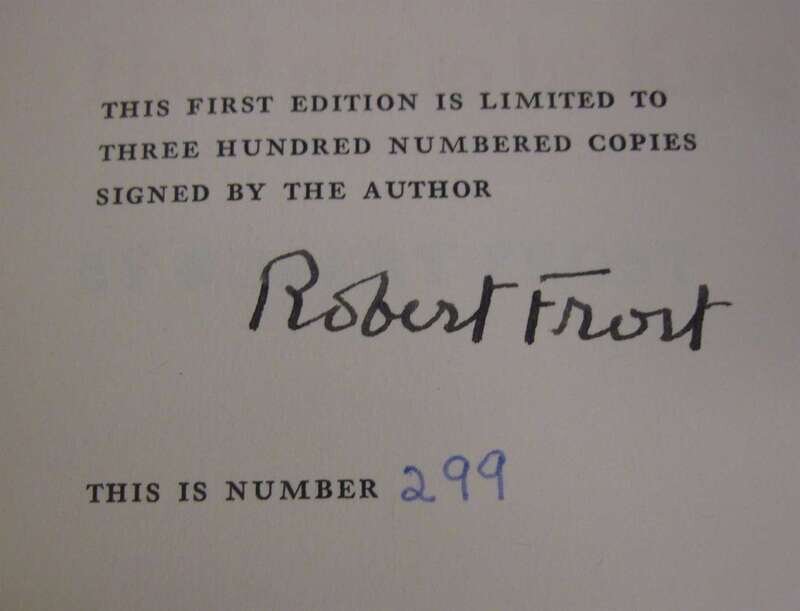 THIS FIRST EDITION IS LIMITED TO
THREE HUNDRED NUMBERED COPIES
SIGNED BY THE AUTHOR
Robert Frost
THIS IS NUMBER 299